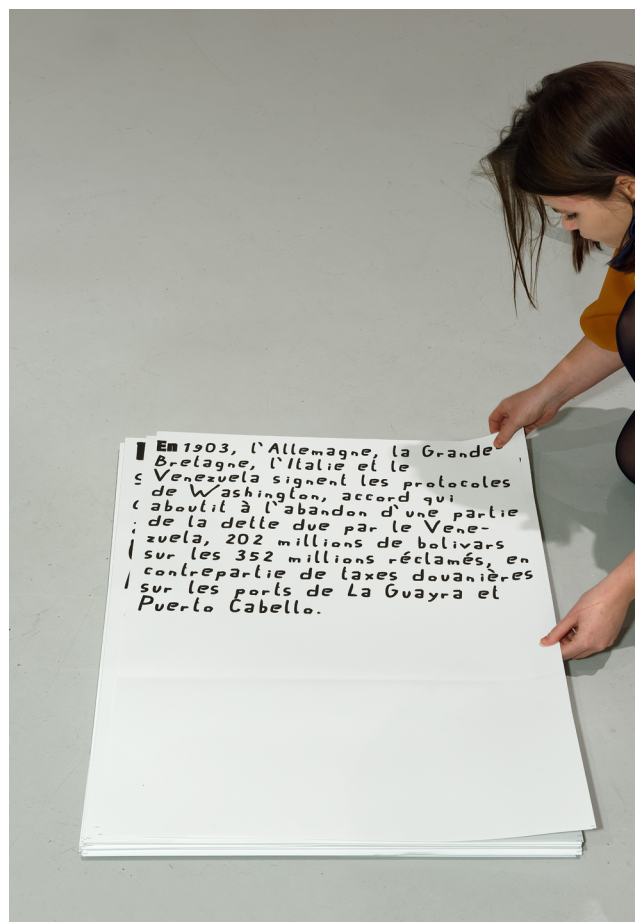 En 1903, l`Allemagne, la Grande-
Bretagne, l`Italie et le
Venezuela signent les protocoles
de Washington, accord qui
aboutit à l`abandon d`une partie
de la dette due par le Vene-
zuela, 202 millions de bolivars
sur les 352 millions réclamés, en
contrepartie de taxes douanières
sur les ports de La Guayra et
Puerto Cabello.